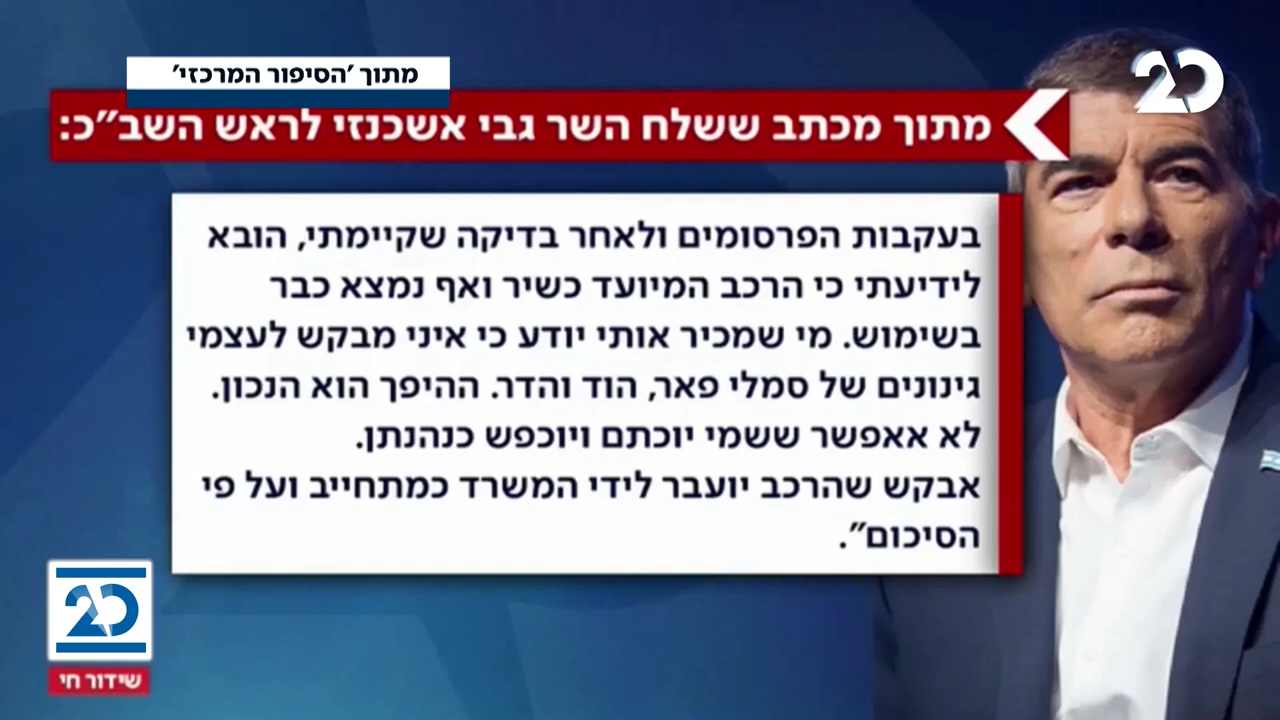 מתוך 'הסיפור המרכזי'
20
מתוך מכתב ששלח השר גבי אשכנזי לראש השב"כ:
בעקבות הפרסומים ולאחר בדיקה שקיימתי, הובא
לידיעתי כי הרכב המיועד כשיר ואף נמצא כבר
בשימוש. מי שמכיר אותי יודע כי איני מבקש לעצמי
גינונים של סמלי פאר, הוד והדר. ההיפך הוא הנכון.
לא אאפשר ששמי יוכתם ויוכפש כנהנתן.
אבקש שהרכב יועבר לידי המשרד כמתחייב ועל פי
הסיכום".
20
שידור חי